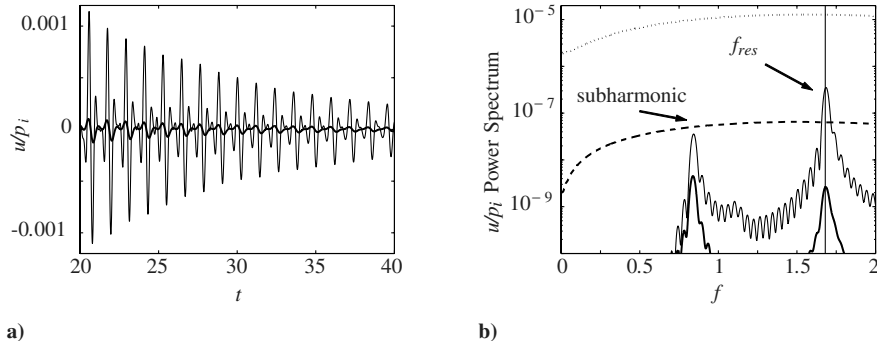 0.001
0
-0.001
u/p_i
20
25
30
35
40
t
a)
10^-5
10^-7
10^-9
u/p_i Power Spectrum
f_res
subharmonic
0
0.5
1
1.5
2
f
b)